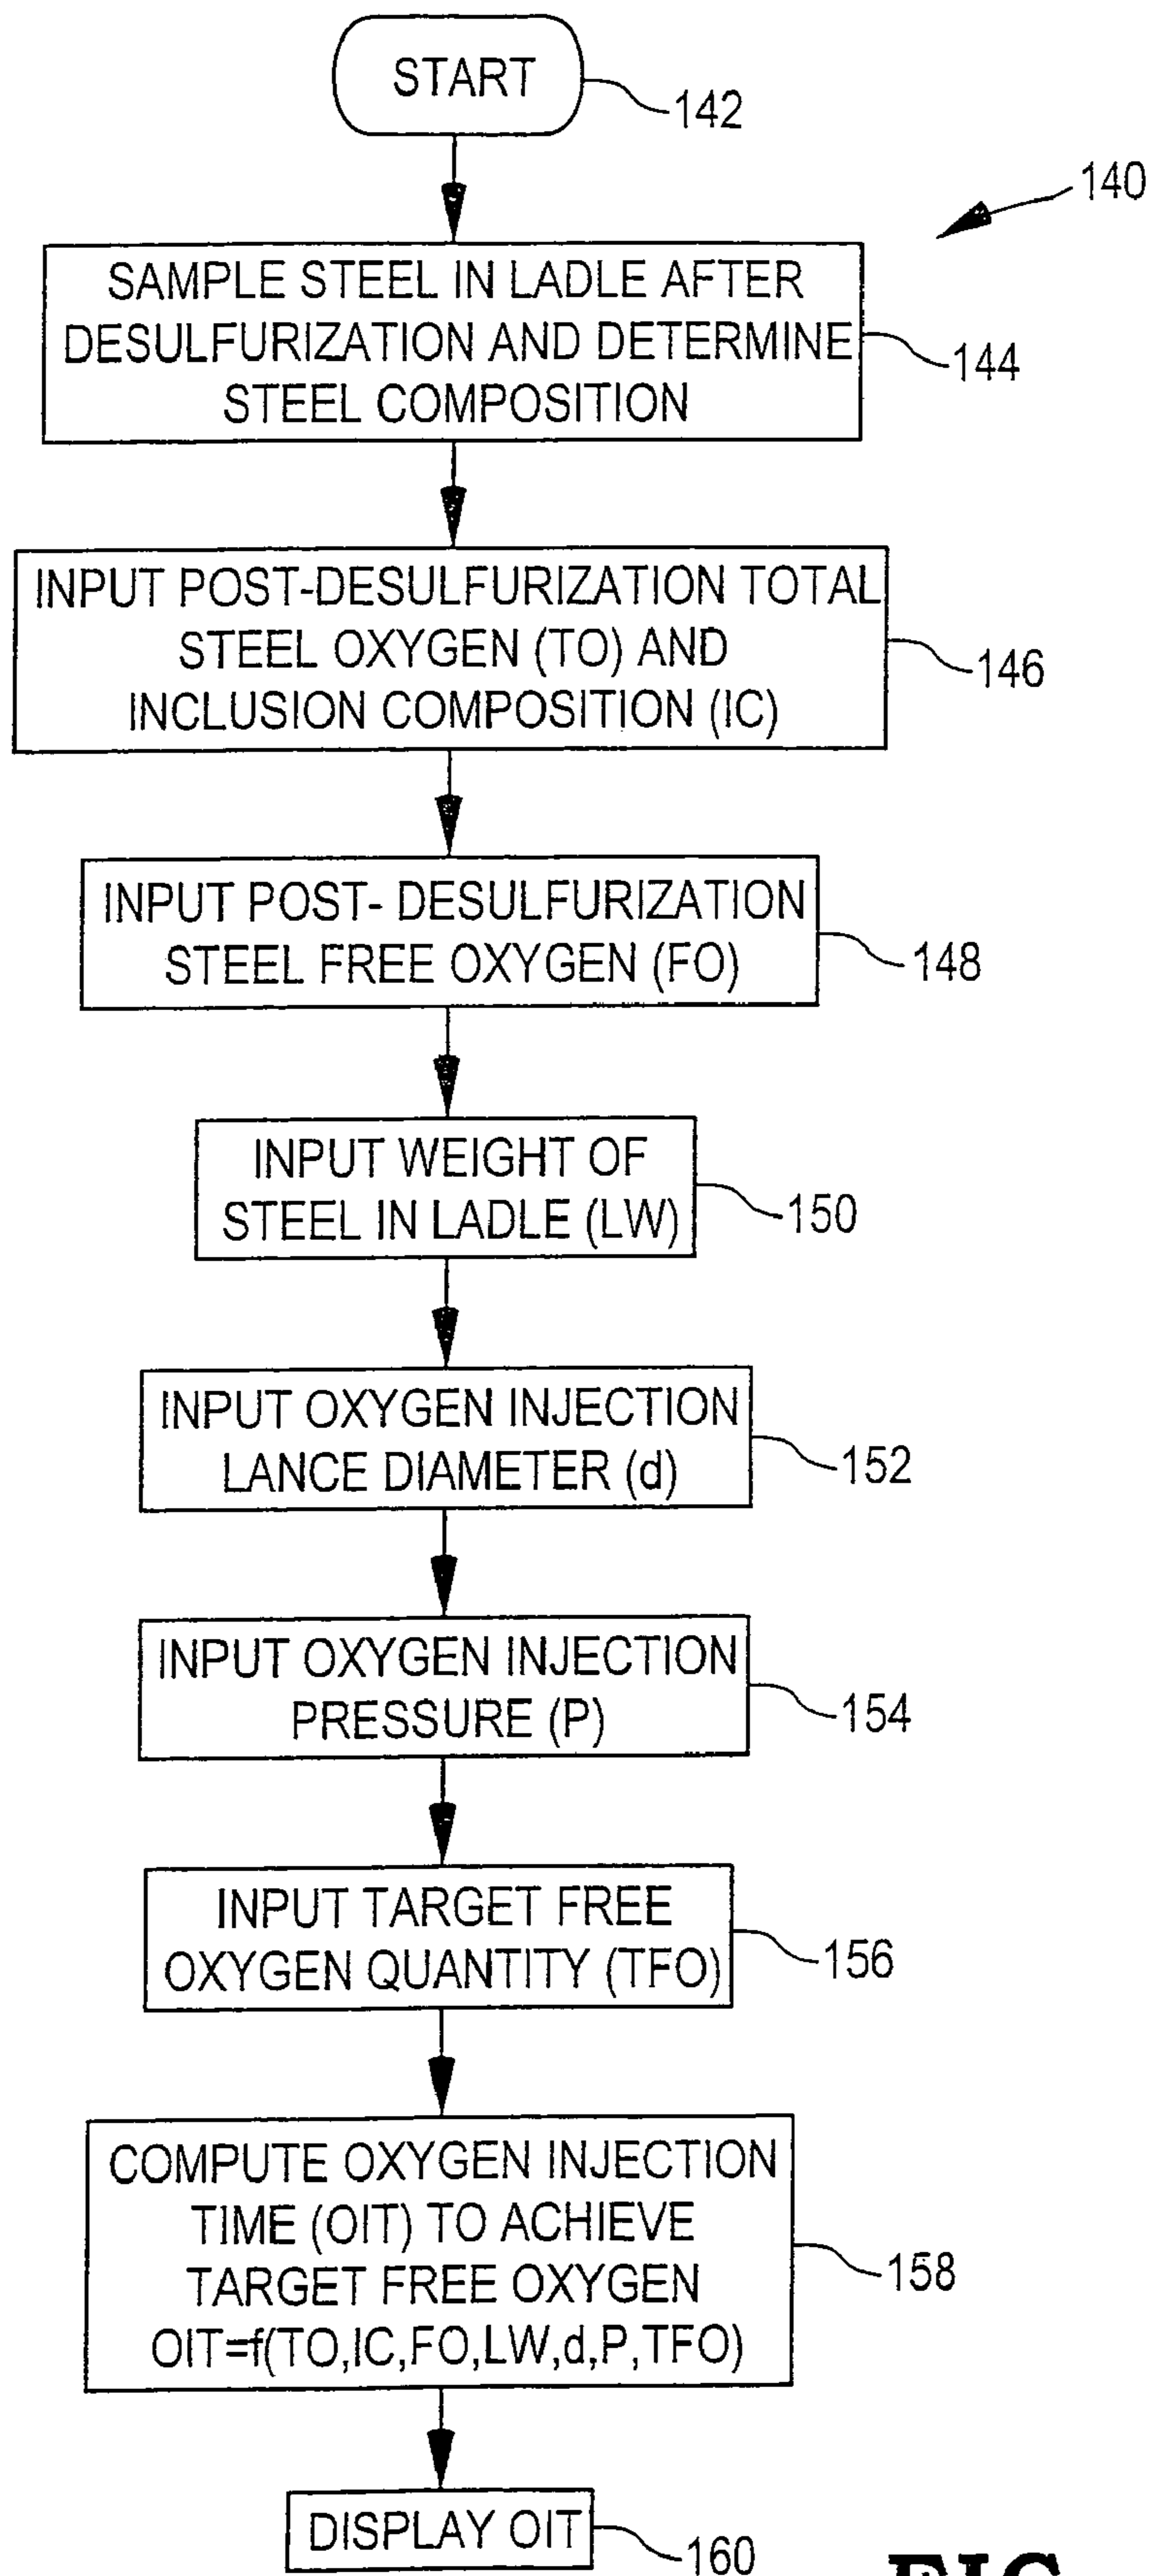 START
142
140
SAMPLE STEEL IN LADLE AFTER
DESULFURIZATION AND DETERMINE
STEEL COMPOSITION
144
INPUT POST-DESULFURIZATION TOTAL
STEEL OXYGEN (TO) AND
INCLUSION COMPOSITION (IC)
146
INPUT POST- DESULFURIZATION
STEEL FREE OXYGEN (FO)
148
INPUT WEIGHT OF
STEEL IN LADLE (LW)
150
INPUT OXYGEN INJECTION
LANCE DIAMETER (d)
152
INPUT OXYGEN INJECTION
PRESSURE (P)
154
INPUT TARGET FREE
OXYGEN QUANTITY (TFO)
156
COMPUTE OXYGEN INJECTION
TIME (OIT) TO ACHIEVE
TARGET FREE OXYGEN
OIT=f(TO,IC,FO,LW,d,P,TFO)
158
DISPLAY OIT
160